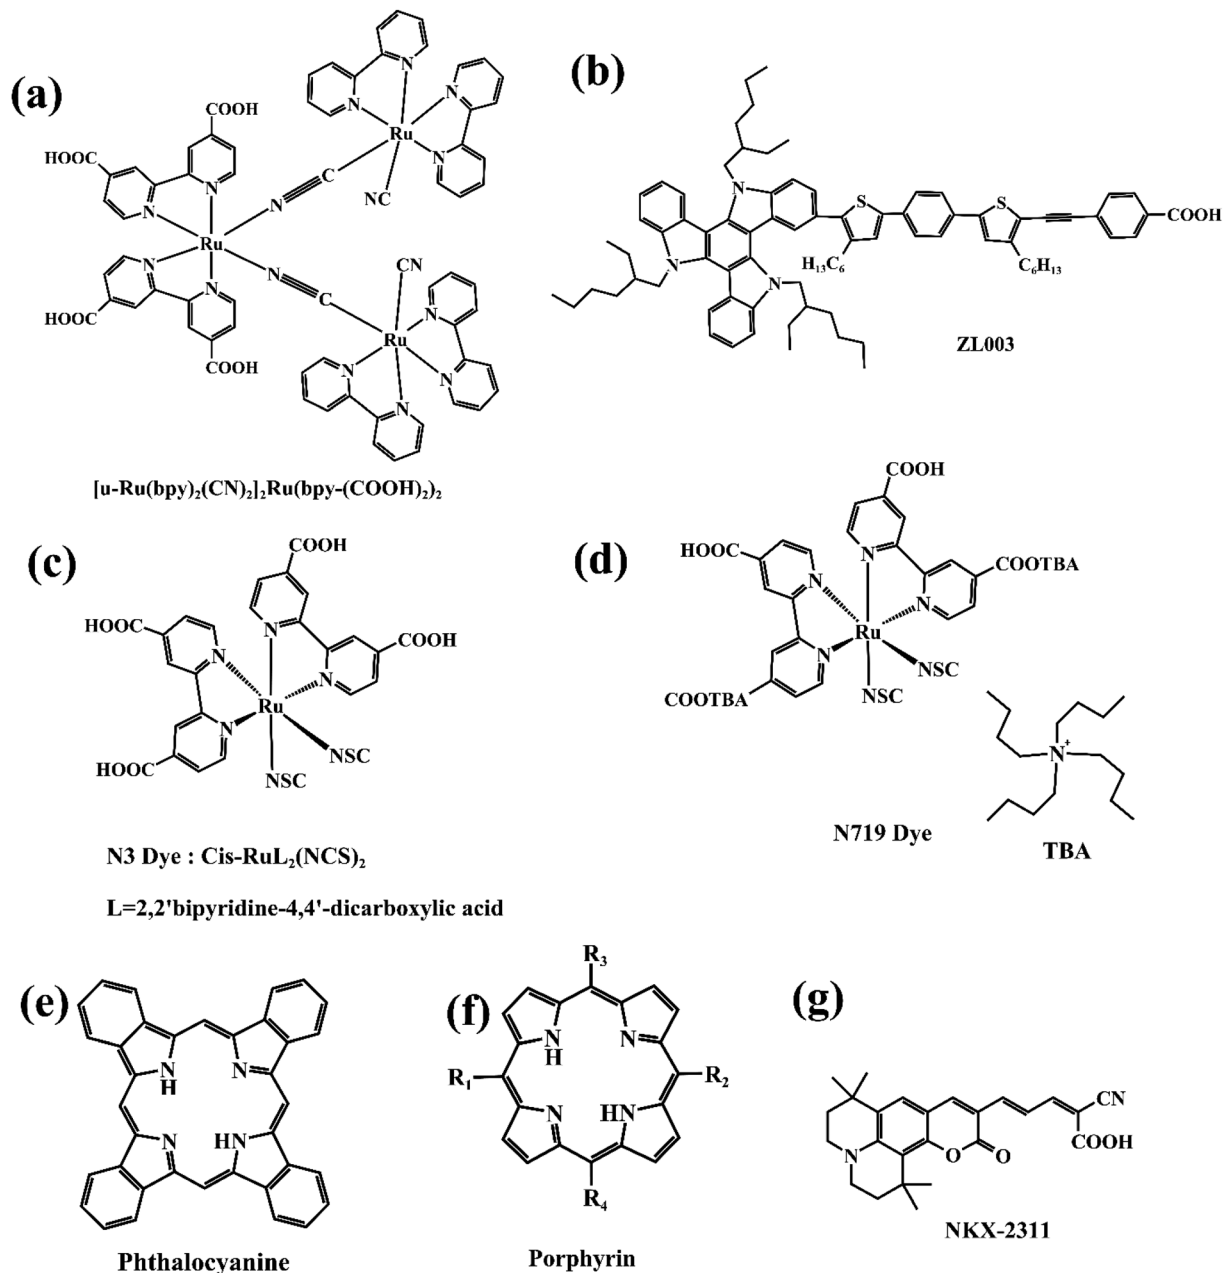 (a)
COOH
HOOC
N
N
N
N
N
C
Ru
N
N
N
N
NC
Ru
N
C
CN
Ru
N
N
N
N
HOOC
COOH
[u-Ru(bpy)₂(CN)₂]₂Ru(bpy-(COOH)₂)₂
(b)
N
N
N
S
S
H₁₃C₆
C₆H₁₃
COOH
ZL003
(c)
COOH
HOOC
COOH
N
N
N
N
Ru
NSC
NSC
HOOC
N3 Dye : Cis-RuL₂(NCS)₂
L=2,2'bipyridine-4,4'-dicarboxylic acid
(d)
COOH
HOOC
COOTBA
N
N
N
N
Ru
NSC
NSC
COOTBA
N719 Dye
N⁺
TBA
(e)
N
H
N
N
HN
Phthalocyanine
(f)
R₃
N
H
N
R₁
R₂
N
HN
R₄
Porphyrin
(g)
CN
COOH
N
O
O
NKX-2311